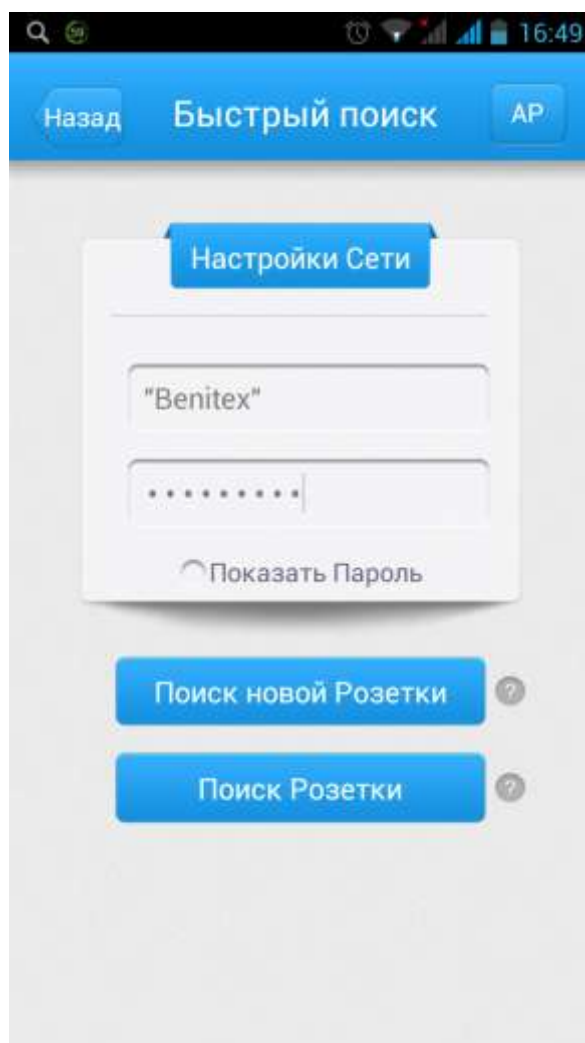 16:49
Назад
Быстрый поиск
AP
Настройки Сети
"Benitex"
•••••••••
Показать Пароль
Поиск новой Розетки
?
Поиск Розетки
?